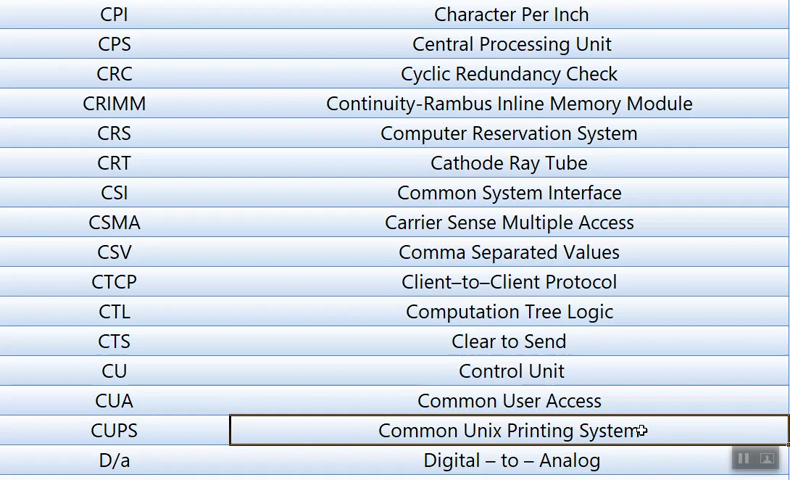 CPI Character Per Inch
CPS Central Processing Unit
CRC Cyclic Redundancy Check
CRIMM Continuity-Rambus Inline Memory Module
CRS Computer Reservation System
CRT Cathode Ray Tube
CSI Common System Interface
CSMA Carrier Sense Multiple Access
CSV Comma Separated Values
CTCP Client–to–Client Protocol
CTL Computation Tree Logic
CTS Clear to Send
CU Control Unit
CUA Common User Access
CUPS Common Unix Printing System
D/a Digital – to – Analog